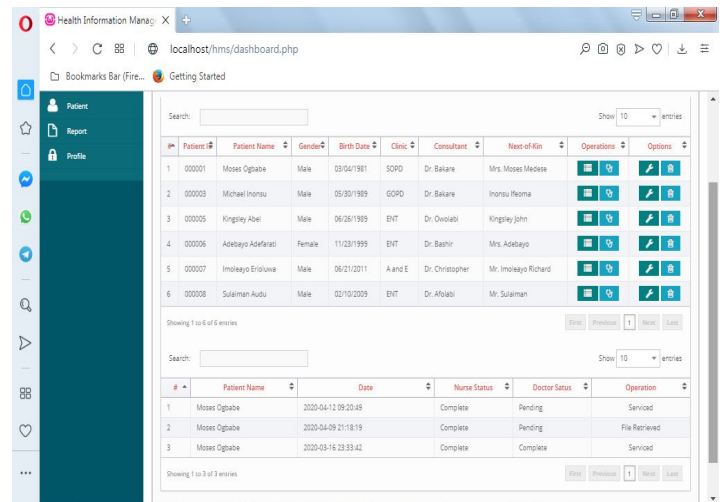 Health Information Manag
localhost/hms/dashboard.php
Bookmarks Bar (Fire... Getting Started
Patient
Report
Profile
Search: Show 10 entries
# Patient I# Patient Name Gender Birth Date Clinic Consultant Next-of-Kin Operations Options
1 000001 Moses Ogbabe Male 03/04/1981 SOPD Dr. Bakare Mrs. Moses Medese
2 000003 Michael Inonsu Male 05/30/1989 GOPD Dr. Bakare Inonsu Ifeoma
3 000005 Kingsley Abel Male 06/26/1989 ENT Dr. Owolabi Kingsley John
4 000006 Adebayo Adefarati Female 11/23/1999 ENT Dr. Bashir Mrs. Adebayo
5 000007 Imoleayo Erioluwa Male 06/21/2011 A and E Dr. Christopher Mr. Imoleayo Richard
6 000008 Sulaiman Audu Male 02/10/2009 ENT Dr. Afolabi Mr. Sulaiman
Showing 1 to 6 of 6 entries First Previous 1 Next Last
Search: Show 10 entries
# Patient Name Date Nurse Status Doctor Satus Operation
1 Moses Ogbabe 2020-04-12 09:20:49 Complete Pending Serviced
2 Moses Ogbabe 2020-04-09 21:18:19 Complete Pending File Retrieved
3 Moses Ogbabe 2020-03-16 23:33:42 Complete Complete Serviced
Showing 1 to 3 of 3 entries First Previous 1 Next Last